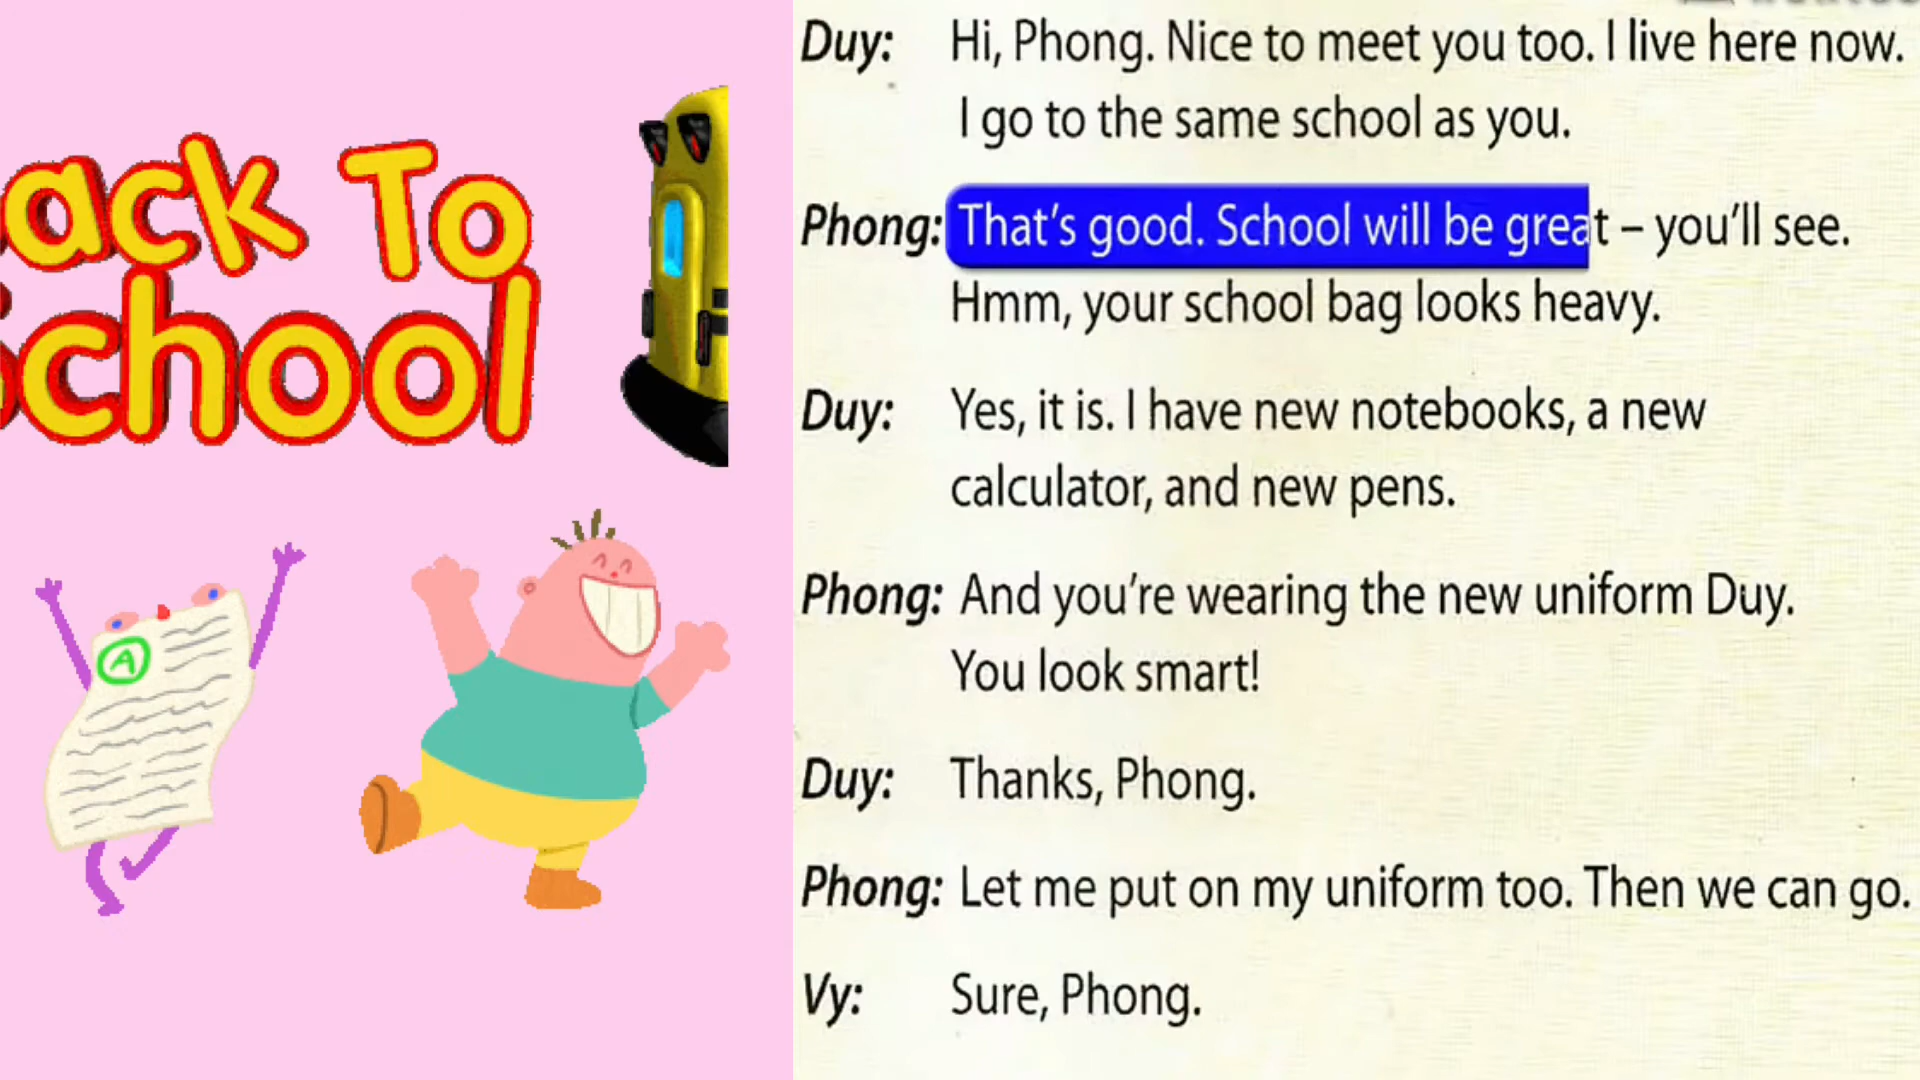 ack To
School
A
Duy: Hi, Phong. Nice to meet you too. I live here now.
I go to the same school as you.
Phong: That's good. School will be great – you'll see.
Hmm, your school bag looks heavy.
Duy: Yes, it is. I have new notebooks, a new
calculator, and new pens.
Phong: And you're wearing the new uniform Duy.
You look smart!
Duy: Thanks, Phong.
Phong: Let me put on my uniform too. Then we can go.
Vy: Sure, Phong.